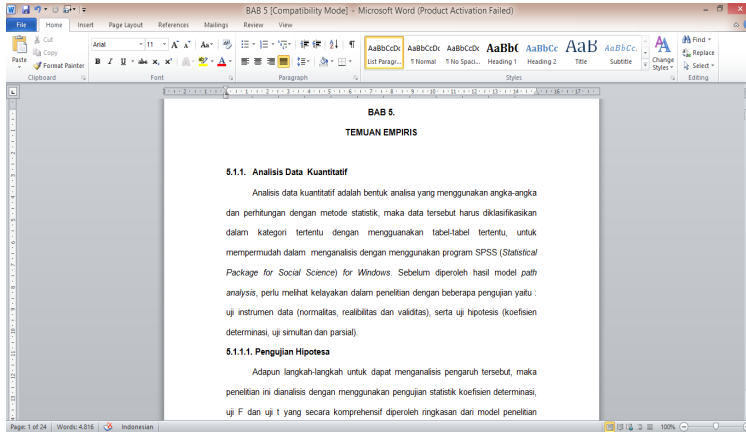 BAB 5 [Compatibility Mode] - Microsoft Word (Product Activation Failed)
File Home Insert Page Layout References Mailings Review View
Cut
Copy
Format Painter
Paste
Clipboard
Arial 11
Font
Paragraph
AaBbCcDc AaBbCcDc AaBbCcDc AaBbC AaBbCc AaB AaBbCc.
List Paragr... ¶ Normal ¶ No Spaci... Heading 1 Heading 2 Title Subtitle
Styles
Change Styles
Find
Replace
Select
Editing
BAB 5.
TEMUAN EMPIRIS
5.1.1. Analisis Data Kuantitatif
Analisis data kuantitatif adalah bentuk analisa yang menggunakan angka-angka
dan perhitungan dengan metode statistik, maka data tersebut harus diklasifikasikan
dalam kategori tertentu dengan mengguanakan tabel-tabel tertentu, untuk
mempermudah dalam menganalisis dengan menggunakan program SPSS (Statistical
Package for Social Science) for Windows. Sebelum diperoleh hasil model path
analysis, perlu melihat kelayakan dalam penelitian dengan beberapa pengujian yaitu :
uji instrumen data (normalitas, realibilitas dan validitas), serta uji hipotesis (koefisien
determinasi, uji simultan dan parsial).
5.1.1.1. Pengujian Hipotesa
Adapun langkah-langkah untuk dapat menganalisis pengaruh tersebut, maka
penelitian ini dianalisis dengan menggunakan pengujian statistik koefisien determinasi,
uji F dan uji t yang secara komprehensif diperoleh ringkasan dari model penelitian
Page: 1 of 24 Words: 4.816 Indonesian 100%